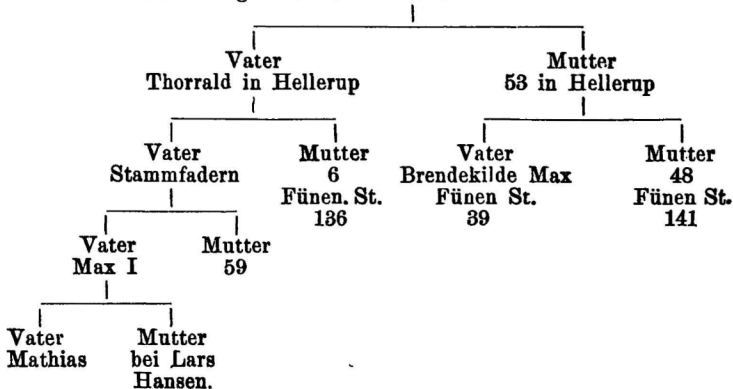 Vater Mutter
Thorrald in Hellerup 53 in Hellerup
Vater Mutter Vater Mutter
Stammfadern 6 Brendekilde Max 48
Fünen. St. Fünen St. Fünen St.
136 39 141
Vater Mutter
Max I 59
Vater Mutter
Mathias bei Lars
Hansen.